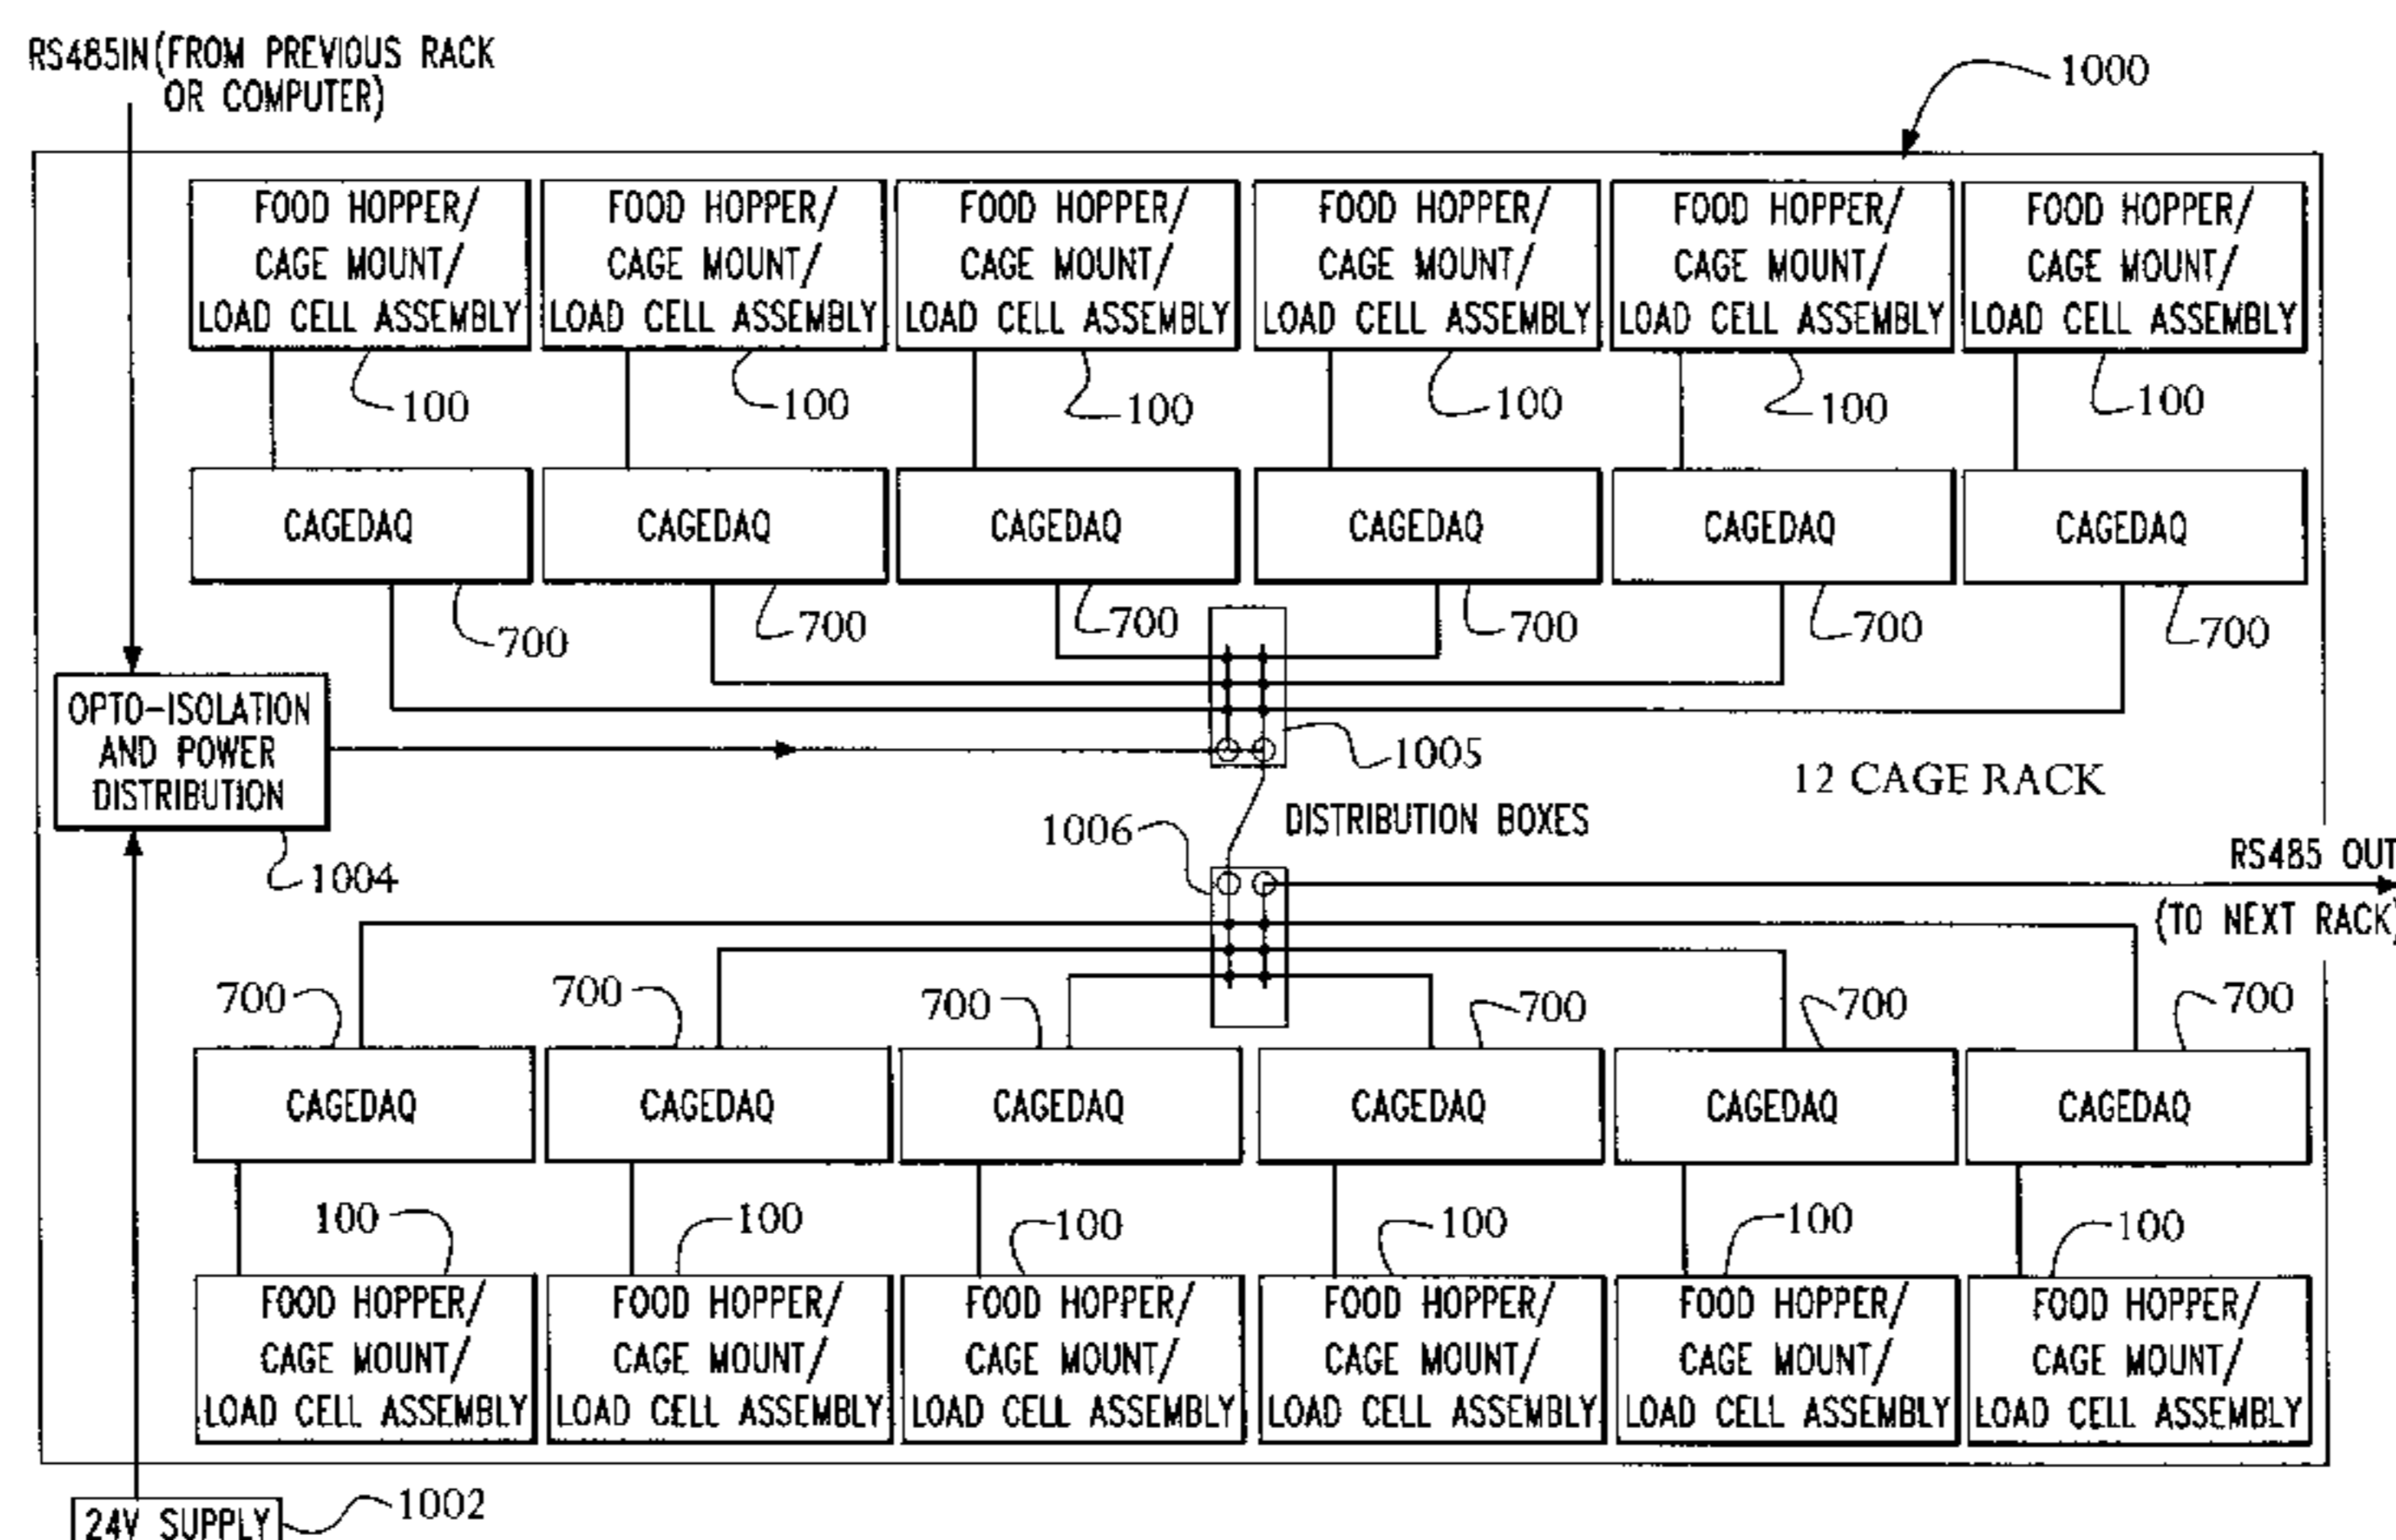 RS485IN (FROM PREVIOUS RACK
OR COMPUTER)
1000
FOOD HOPPER/
CAGE MOUNT/
LOAD CELL ASSEMBLY
FOOD HOPPER/
CAGE MOUNT/
LOAD CELL ASSEMBLY
FOOD HOPPER/
CAGE MOUNT/
LOAD CELL ASSEMBLY
FOOD HOPPER/
CAGE MOUNT/
LOAD CELL ASSEMBLY
FOOD HOPPER/
CAGE MOUNT/
LOAD CELL ASSEMBLY
FOOD HOPPER/
CAGE MOUNT/
LOAD CELL ASSEMBLY
100
100
100
100
100
100
CAGEDAQ
CAGEDAQ
CAGEDAQ
CAGEDAQ
CAGEDAQ
CAGEDAQ
700
700
700
700
700
700
OPTO-ISOLATION
AND POWER
DISTRIBUTION
1004
1005
12 CAGE RACK
DISTRIBUTION BOXES
1006
RS485 OUT
(TO NEXT RACK)
700
700
700
700
700
700
CAGEDAQ
CAGEDAQ
CAGEDAQ
CAGEDAQ
CAGEDAQ
CAGEDAQ
100
100
100
100
100
100
FOOD HOPPER/
CAGE MOUNT/
LOAD CELL ASSEMBLY
FOOD HOPPER/
CAGE MOUNT/
LOAD CELL ASSEMBLY
FOOD HOPPER/
CAGE MOUNT/
LOAD CELL ASSEMBLY
FOOD HOPPER/
CAGE MOUNT/
LOAD CELL ASSEMBLY
FOOD HOPPER/
CAGE MOUNT/
LOAD CELL ASSEMBLY
FOOD HOPPER/
CAGE MOUNT/
LOAD CELL ASSEMBLY
24V SUPPLY
1002